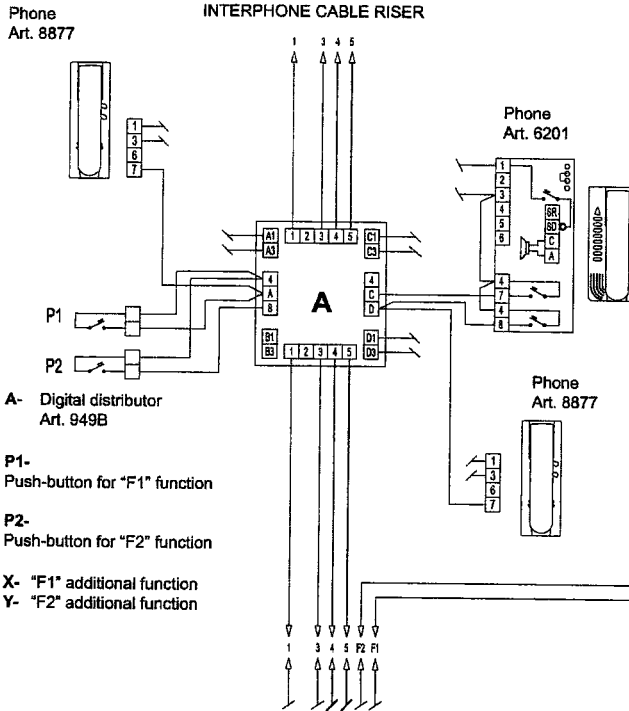 INTERPHONE CABLE RISER
Phone
Art. 8877
1 3 4 5
1
3
6
7
Phone
Art. 6201
1
2
3
4
5
6
SR
SD
C
A
4
7
4
8
A1
A3
1 2 3 4 5
C1
C3
4
A
B
A
4
C
D
B1
B3
1 2 3 4 5
D1
D3
P1
P2
A- Digital distributor
Art. 949B
Phone
Art. 8877
1
3
6
7
P1-
Push-button for "F1" function
P2-
Push-button for "F2" function
X- "F1" additional function
Y- "F2" additional function
1 3 4 5 F2 F1